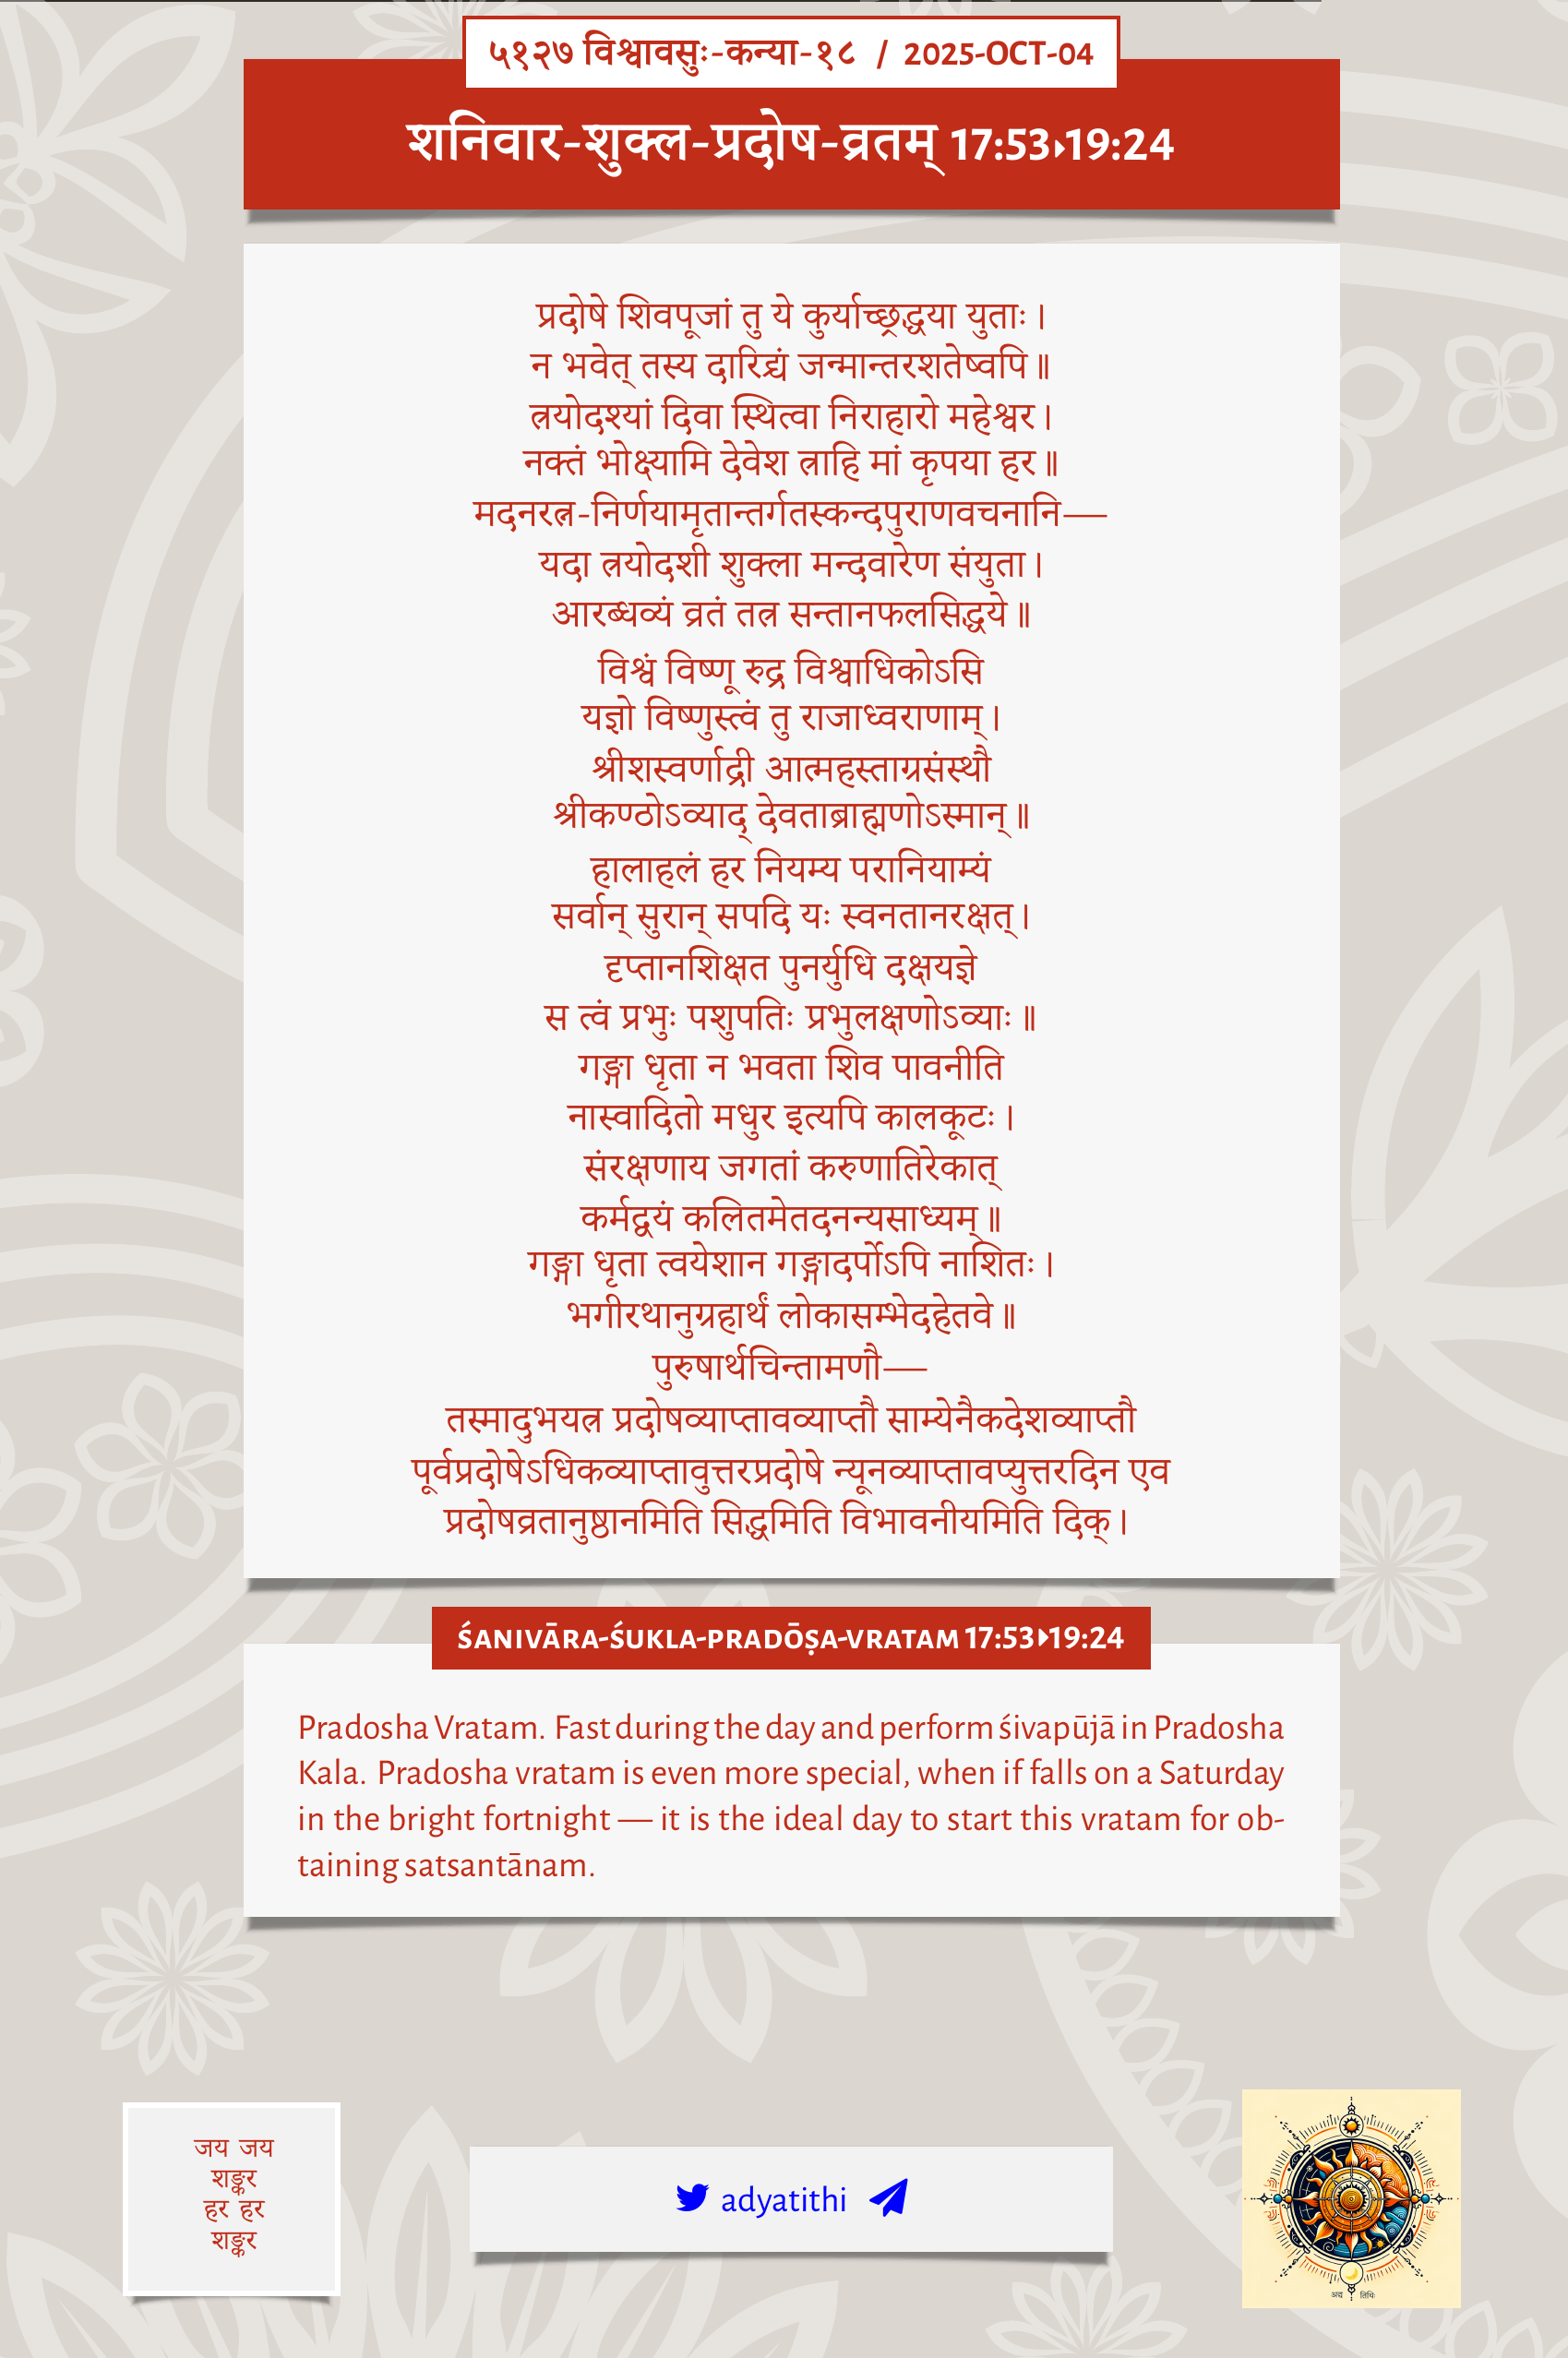 ५१२७ विश्वावसुः-कन्या-१८ / 2025-OCT-04
शनिवार-शुक्ल-प्रदोष-व्रतम् 17:53▸19:24
प्रदोषे शिवपूजां तु ये कुर्याच्छ्रद्धया युताः।
न भवेत् तस्य दारिद्र्यं जन्मान्तरशतेष्वपि॥
त्रयोदश्यां दिवा स्थित्वा निराहारो महेश्वर।
नक्तं भोक्ष्यामि देवेश त्राहि मां कृपया हर॥
मदनरत्न-निर्णयामृतान्तर्गतस्कन्दपुराणवचनानि—
यदा त्रयोदशी शुक्ला मन्दवारेण संयुता।
आरब्धव्यं व्रतं तत्र सन्तानफलसिद्धये॥
विश्वं विष्णू रुद्र विश्वाधिकोऽसि
यज्ञो विष्णुस्त्वं तु राजाध्वराणाम्।
श्रीशस्वर्णाद्री आत्महस्ताग्रसंस्थौ
श्रीकण्ठोऽव्याद् देवताब्राह्मणोऽस्मान्॥
हालाहलं हर नियम्य परानियाम्यं
सर्वान् सुरान् सपदि यः स्वनतानरक्षत्।
दृप्तानशिक्षत पुनर्युधि दक्षयज्ञे
स त्वं प्रभुः पशुपतिः प्रभुलक्षणोऽव्याः॥
गङ्गा धृता न भवता शिव पावनीति
नास्वादितो मधुर इत्यपि कालकूटः।
संरक्षणाय जगतां करुणातिरेकात्
कर्मद्वयं कलितमेतदनन्यसाध्यम्॥
गङ्गा धृता त्वयेशान गङ्गादर्पोऽपि नाशितः।
भगीरथानुग्रहार्थं लोकासम्भेदहेतवे॥
पुरुषार्थचिन्तामणौ—
तस्मादुभयत्र प्रदोषव्याप्तावव्याप्तौ साम्येनैकदेशव्याप्तौ
पूर्वप्रदोषेऽधिकव्याप्तावुत्तरप्रदोषे न्यूनव्याप्तावप्युत्तरदिन एव
प्रदोषव्रतानुष्ठानमिति सिद्धमिति विभावनीयमिति दिक्।
ŚANIVĀRA-ŚUKLA-PRADŌṢA-VRATAM 17:53▸19:24
Pradosha Vratam. Fast during the day and perform śivapūjā in Pradosha
Kala. Pradosha vratam is even more special, when if falls on a Saturday
in the bright fortnight — it is the ideal day to start this vratam for ob-
taining satsantānam.
जय जय
शङ्कर
हर हर
शङ्कर
adyatithi
अद्य तिथिः